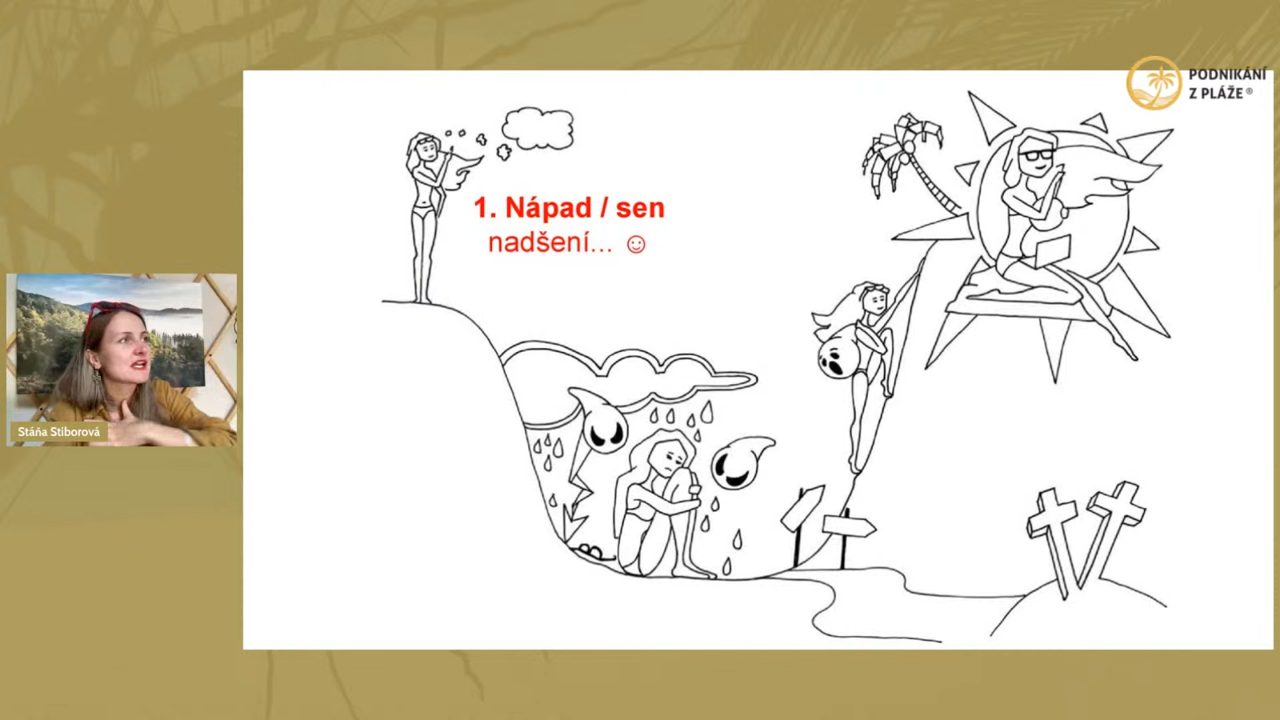 PODNIKÁNÍ
Z PLÁŽE®
1. Nápad / sen
nadšení... ☺
Stáňa Stiborová